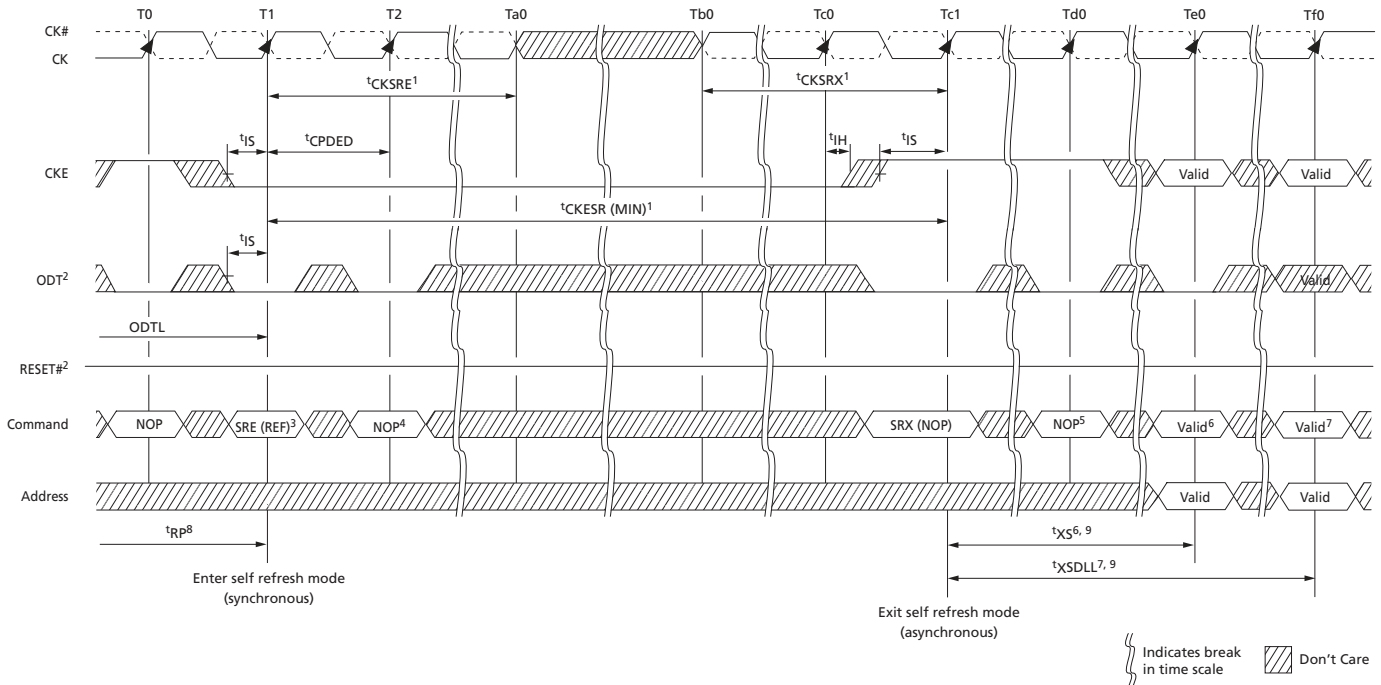 T0 T1 T2 Ta0 Tb0 Tc0 Tc1 Td0 Te0 Tf0
CK#
CK
tCKSRE1 tCKSRX1
tIS tCPDED tIH tIS
CKE Valid Valid
tCKESR (MIN)1
tIS
ODT2 Valid
ODTL
RESET#2
Command NOP SRE (REF)3 NOP4 SRX (NOP) NOP5 Valid6 Valid7
Address Valid Valid
tRP8 tXS6, 9
tXSDLL7, 9
Enter self refresh mode
(synchronous)
Exit self refresh mode
(asynchronous)
Indicates break
in time scale
Don't Care